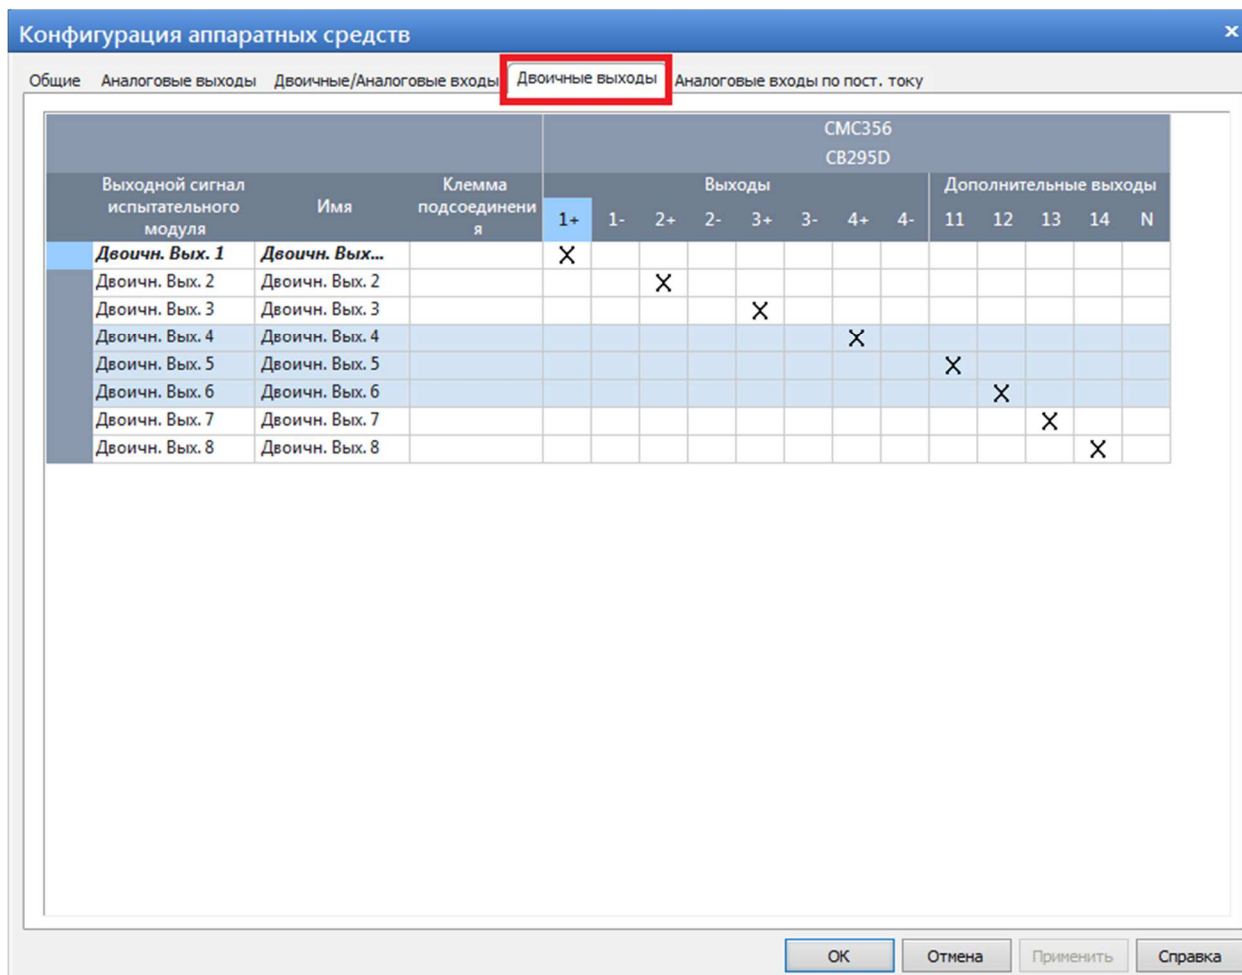 Конфигурация аппаратных средств x
Общие Аналоговые выходы Двоичные/Аналоговые входы Двоичные выходы Аналоговые входы по пост. току
CMC356
CB295D
Выходной сигнал испытательного модуля Имя Клемма подсоединени я Выходы Дополнительные выходы
1+ 1- 2+ 2- 3+ 3- 4+ 4- 11 12 13 14 N
Двоичн. Вых. 1 Двоичн. Вых... X
Двоичн. Вых. 2 Двоичн. Вых. 2 X
Двоичн. Вых. 3 Двоичн. Вых. 3 X
Двоичн. Вых. 4 Двоичн. Вых. 4 X
Двоичн. Вых. 5 Двоичн. Вых. 5 X
Двоичн. Вых. 6 Двоичн. Вых. 6 X
Двоичн. Вых. 7 Двоичн. Вых. 7 X
Двоичн. Вых. 8 Двоичн. Вых. 8 X
ОК Отмена Применить Справка